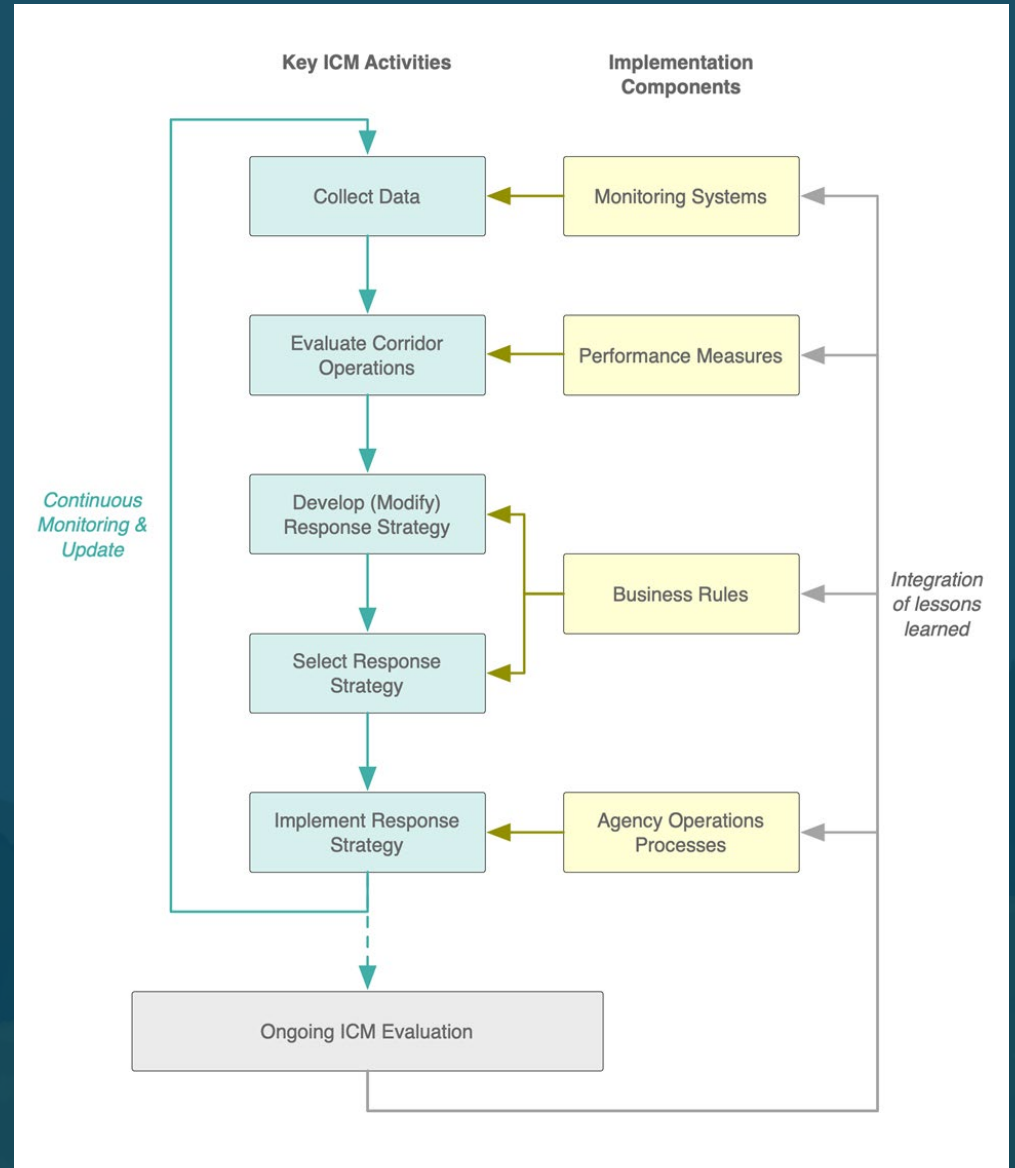 Key ICM Activities
Implementation
Components
Collect Data
Monitoring Systems
Evaluate Corridor
Operations
Performance Measures
Continuous
Monitoring &
Update
Develop (Modify)
Response Strategy
Business Rules
Integration
of lessons
learned
Select Response
Strategy
Implement Response
Strategy
Agency Operations
Processes
Ongoing ICM Evaluation